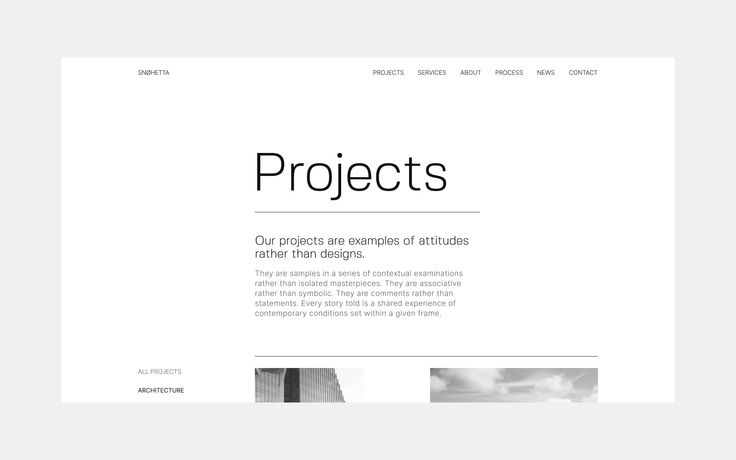 SNØHETTA
PROJECTS SERVICES ABOUT PROCESS NEWS CONTACT
Projects
Our projects are examples of attitudes
rather than designs.
They are samples in a series of contextual examinations
rather than isolated masterpieces. They are associative
rather than symbolic. They are comments rather than
statements. Every story told is a shared experience of
contemporary conditions set within a given frame.
ALL PROJECTS
ARCHITECTURE